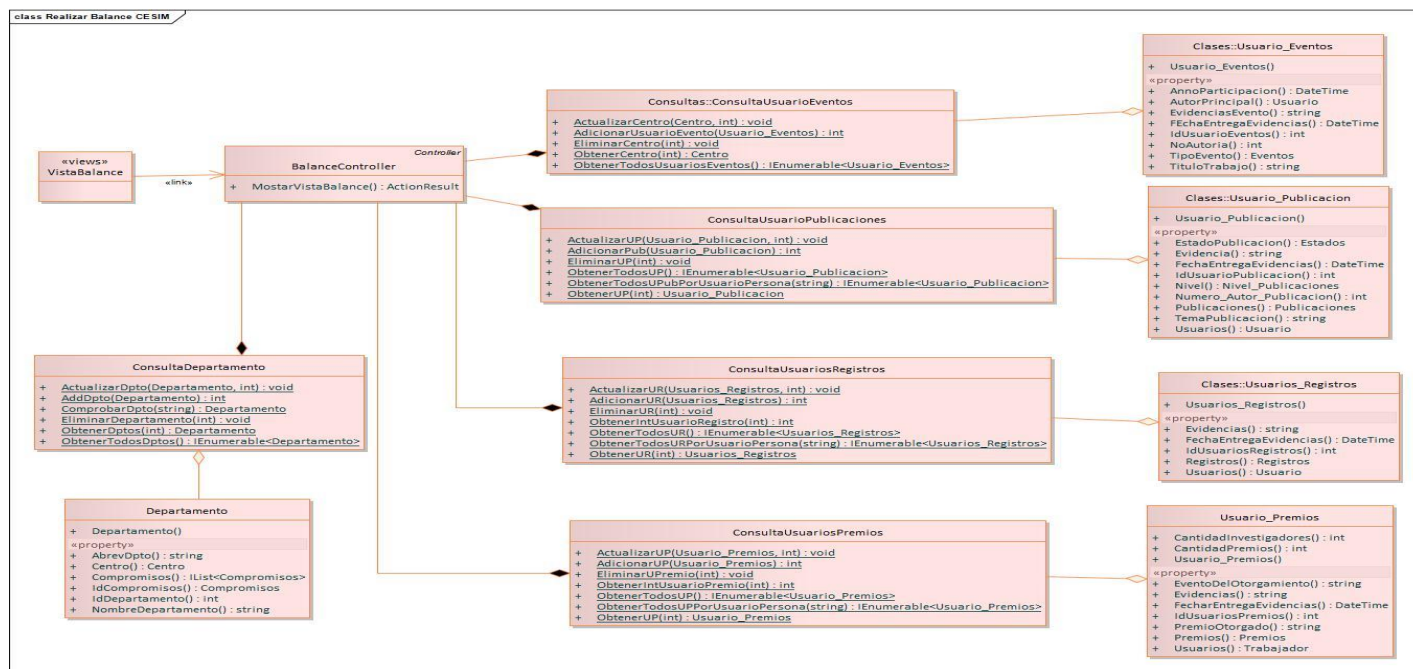 class Realizar Balance CESIM
«views»
VistaBalance
«link»
Controller
BalanceController
+ MostarVistaBalance() : ActionResult
Consultas::ConsultaUsuarioEventos
+ ActualizarCentro(Centro, int) : void
+ AdicionarUsuarioEvento(Usuario_Eventos) : int
+ EliminarCentro(int) : void
+ ObtenerCentro(int) : Centro
+ ObtenerTodosUsuariosEventos() : IEnumerable<Usuario_Eventos>
Clases::Usuario_Eventos
+ Usuario_Eventos()
«property»
+ AnnoParticipacion() : DateTime
+ AutorPrincipal() : Usuario
+ EvidenciasEvento() : string
+ FEchaEntregaEvidencias() : DateTime
+ IdUsuarioEventos() : int
+ NoAutoria() : int
+ TipoEvento() : Eventos
+ TituloTrabajo() : string
ConsultaUsuarioPublicaciones
+ ActualizarUP(Usuario_Publicacion, int) : void
+ AdicionarPub(Usuario_Publicacion) : int
+ EliminarUP(int) : void
+ ObtenerTodosUP() : IEnumerable<Usuario_Publicacion>
+ ObtenerTodosUPubPorUsuarioPersona(string) : IEnumerable<Usuario_Publicacion>
+ ObtenerUP(int) : Usuario_Publicacion
Clases::Usuario_Publicacion
+ Usuario_Publicacion()
«property»
+ EstadoPublicacion() : Estados
+ Evidencia() : string
+ FechaEntregaEvidencias() : DateTime
+ IdUsuarioPublicacion() : int
+ Nivel() : Nivel_Publicaciones
+ Numero_Autor_Publicacion() : int
+ Publicaciones() : Publicaciones
+ TemaPublicacion() : string
+ Usuarios() : Usuario
ConsultaDepartamento
+ ActualizarDpto(Departamento, int) : void
+ AddDpto(Departamento) : int
+ ComprobarDpto(string) : Departamento
+ EliminarDepartamento(int) : void
+ ObtenerDptos(int) : Departamento
+ ObtenerTodosDptos() : IEnumerable<Departamento>
ConsultaUsuariosRegistros
+ ActualizarUR(Usuarios_Registros, int) : void
+ AdicionarUR(Usuarios_Registros) : int
+ EliminarUR(int) : void
+ ObtenerIntUsuarioRegistro(int) : int
+ ObtenerTodosUR() : IEnumerable<Usuarios_Registros>
+ ObtenerTodosURPorUsuarioPersona(string) : IEnumerable<Usuarios_Registros>
+ ObtenerUR(int) : Usuarios_Registros
Clases::Usuarios_Registros
+ Usuarios_Registros()
«property»
+ Evidencias() : string
+ FechaEntregaEvidencias() : DateTime
+ IdUsuariosRegistros() : int
+ Registros() : Registros
+ Usuarios() : Usuario
Departamento
+ Departamento()
«property»
+ AbrevDpto() : string
+ Centro() : Centro
+ Compromisos() : IList<Compromisos>
+ IdCompromisos() : Compromisos
+ IdDepartamento() : int
+ NombreDepartamento() : string
ConsultaUsuariosPremios
+ ActualizarUP(Usuario_Premios, int) : void
+ AdicionarUP(Usuario_Premios) : int
+ EliminarUPremio(int) : void
+ ObtenerIntUsuarioPremio(int) : int
+ ObtenerTodosUP() : IEnumerable<Usuario_Premios>
+ ObtenerTodosUPPorUsuarioPersona(string) : IEnumerable<Usuario_Premios>
+ ObtenerUP(int) : Usuario_Premios
Usuario_Premios
+ CantidadInvestigadores() : int
+ CantidadPremios() : int
+ Usuario_Premios()
«property»
+ EventoDelOtorgamiento() : string
+ Evidencias() : string
+ FecharEntregaEvidencias() : DateTime
+ IdUsuariosPremios() : int
+ PremioOtorgado() : string
+ Premios() : Premios
+ Usuarios() : Trabajador